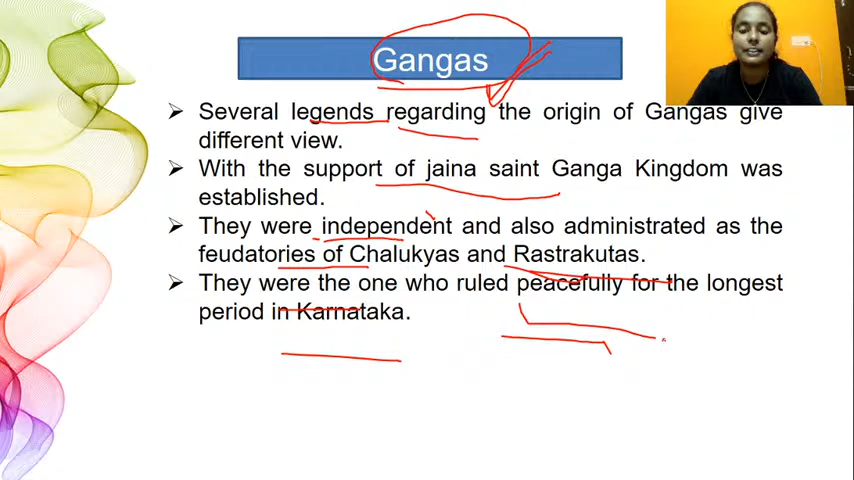 Gangas
Several legends regarding the origin of Gangas give
different view.
With the support of jaina saint Ganga Kingdom was
established.
They were independent and also administrated as the
feudatories of Chalukyas and Rastrakutas.
They were the one who ruled peacefully for the longest
period in Karnataka.